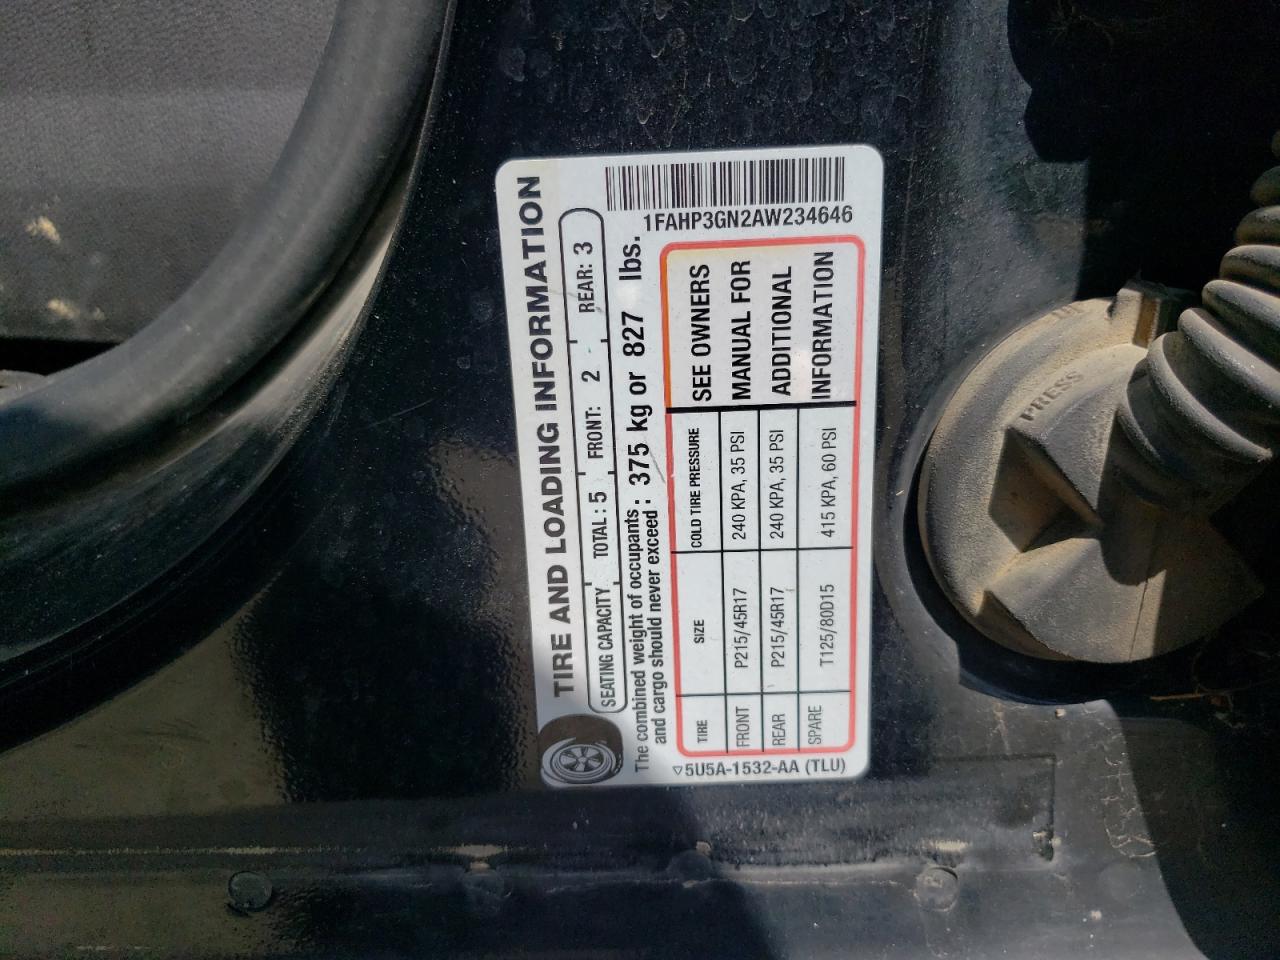 TIRE AND LOADING INFORMATION
SEATING CAPACITY TOTAL : 5 FRONT: 2 REAR: 3
The combined weight of occupants : 375 kg or 827 lbs.
and cargo should never exceed :
1FAHP3GN2AW234646
TIRE SIZE COLD TIRE PRESSURE
FRONT P215/45R17 240 KPA, 35 PSI
REAR P215/45R17 240 KPA, 35 PSI
SPARE T125/80D15 415 KPA, 60 PSI
SEE OWNERS
MANUAL FOR
ADDITIONAL
INFORMATION
▽5U5A-1532-AA (TLU)
PRESS